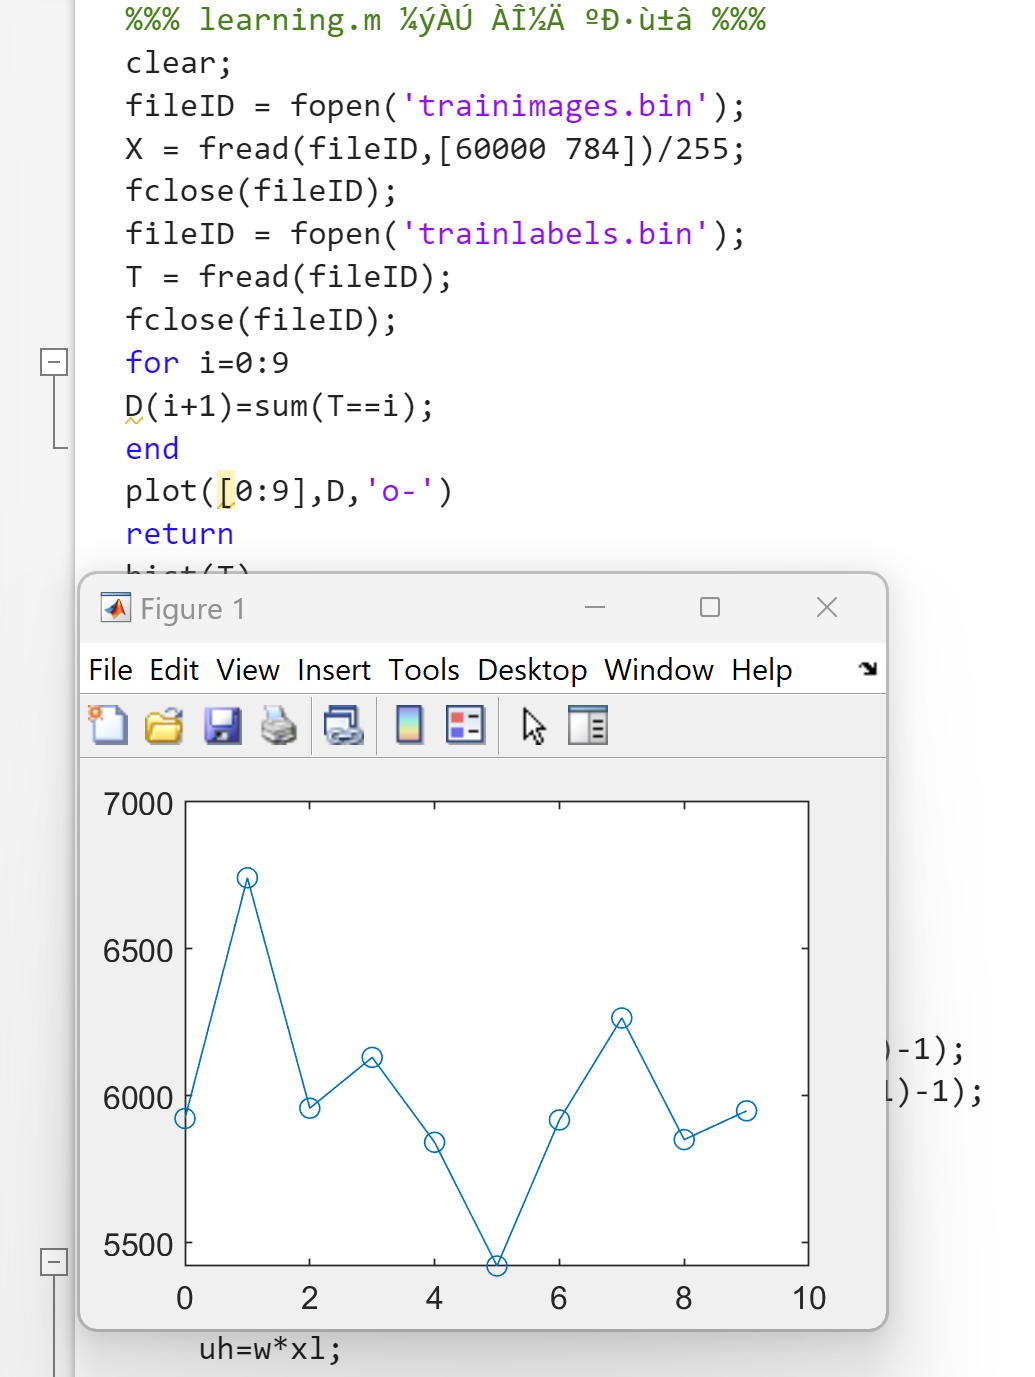 %%% learning.m ¼ýÀÚ ÀÎ½Ä ºÐ·ù±â %%%
clear;
fileID = fopen('trainimages.bin');
X = fread(fileID,[60000 784])/255;
fclose(fileID);
fileID = fopen('trainlabels.bin');
T = fread(fileID);
fclose(fileID);
for i=0:9
D(i+1)=sum(T==i);
end
plot([0:9],D,'o-')
return
hist(T)
Figure 1
File Edit View Insert Tools Desktop Window Help
7000
6500
6000
5500
0 2 4 6 8 10
)-1);
1)-1);
uh=w*xl;